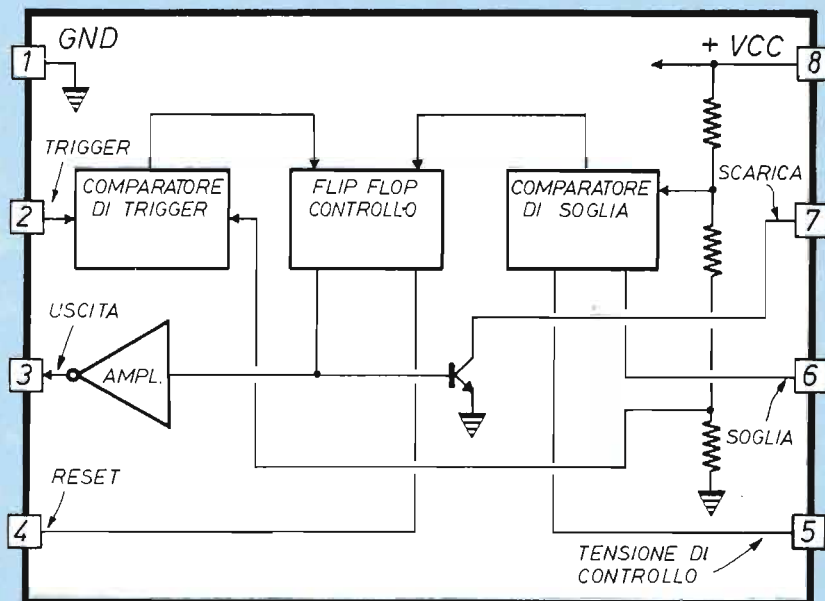 GND
+ VCC
1
8
TRIGGER
SCARICA
COMPARATORE
DI TRIGGER
FLIP FLOP
CONTROLLO
COMPARATORE
DI SOGLIA
2
7
USCITA
3
AMPL.
6
SOGLIA
RESET
4
5
TENSIONE DI
CONTROLLO